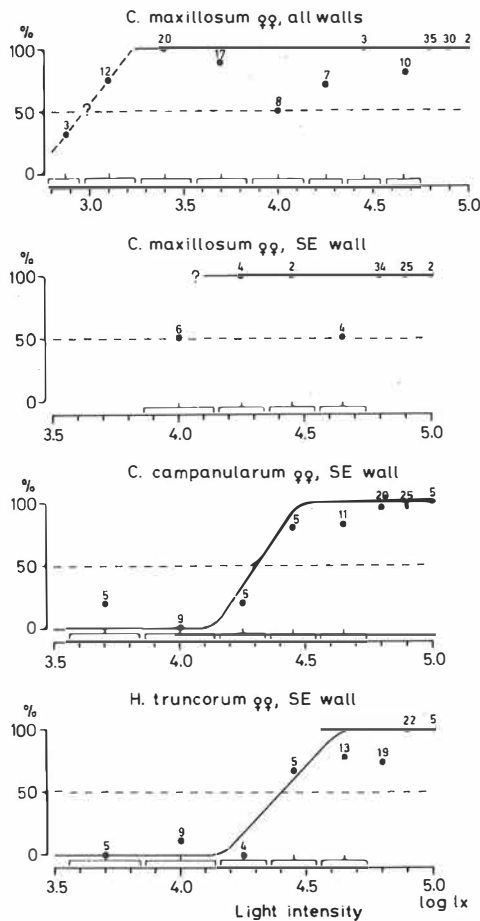 C. maxillosum ♀♀, all walls
%
100
50
0
3 12 ? 20 17 8 7 3 10 35 30 2
3.0 3.5 4.0 4.5 5.0
C. maxillosum ♀♀, SE wall
%
100
50
0
6 ? 4 2 4 34 25 2
3.5 4.0 4.5 5.0
C. campanularum ♀♀, SE wall
%
100
50
0
5 9 5 5 11 20 25 5
3.5 4.0 4.5 5.0
H. truncorum ♀♀, SE wall
%
100
50
0
5 9 4 5 13 19 22 5
3.5 4.0 4.5 5.0
Light intensity log lx